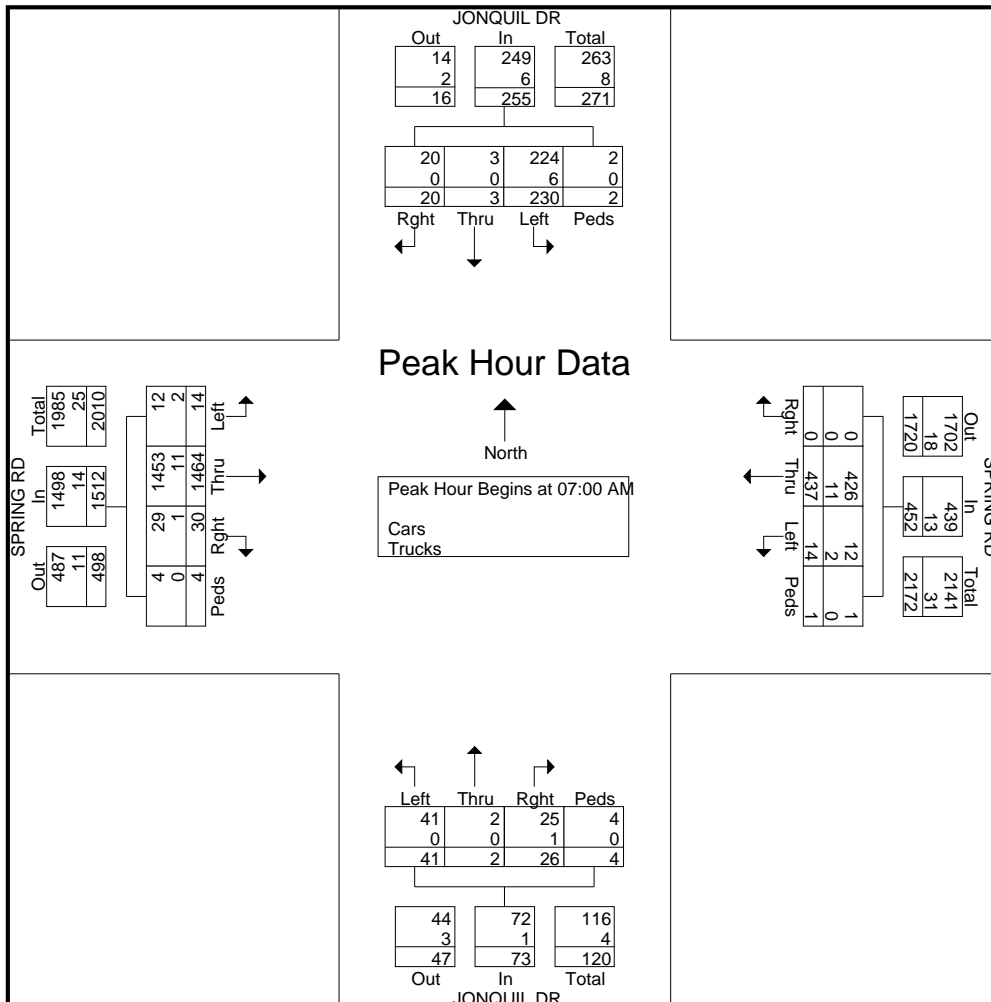 JONQUIL DR
Out In Total
14 249 263
2 6 8
16 255 271
20 3 224 2
0 0 6 0
20 3 230 2
Rght Thru Left Peds
Peak Hour Data
North
Peak Hour Begins at 07:00 AM
Cars
Trucks
SPRING RD
Out In Total
487 1498 1985
11 14 25
498 1512 2010
Peds Rght Thru Left
4 29 1453 12
0 1 11 2
4 30 1464 14
SPRING RD
Out In Total
1702 439 2141
18 13 31
1720 452 2172
Rght Thru Left Peds
0 426 12 1
0 11 2 0
0 437 14 1
Left Thru Rght Peds
41 2 25 4
0 0 1 0
41 2 26 4
44 72 116
3 1 4
47 73 120
Out In Total
JONQUIL DR